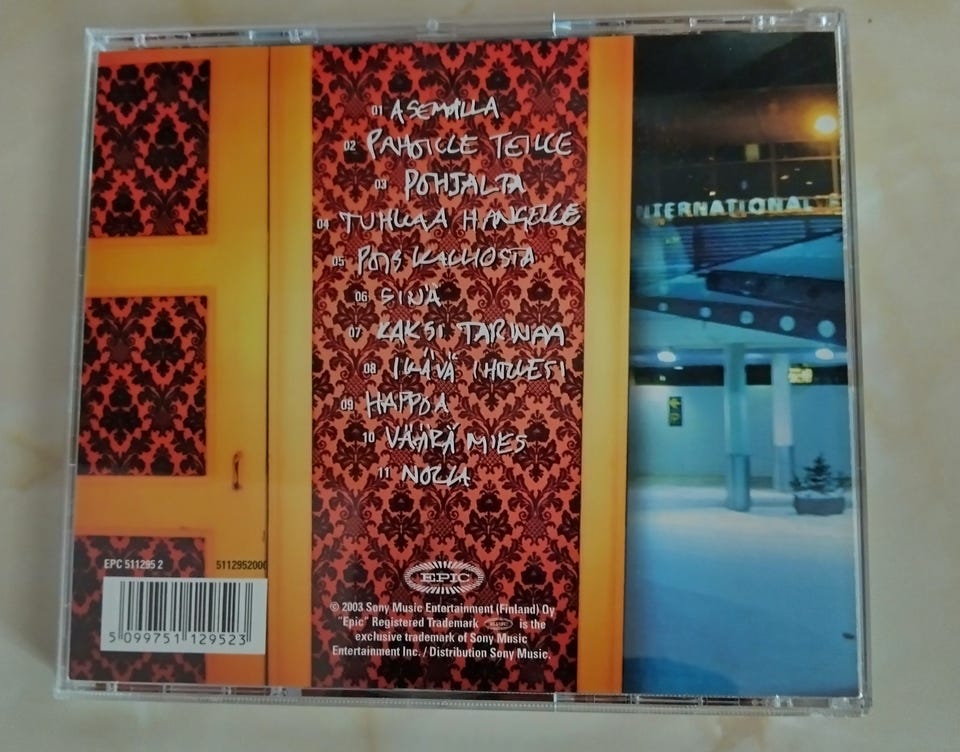 01 ASEMALLA
02 PAHOILLE TEILLE
03 POHJALTA
04 TUHKAA HANGELLE
05 POIS KALLIOSTA
06 SINÄ
07 KAKSI TARINAA
08 IKÄVÄ IHOLLESI
09 HAPPOA
10 VÄÄRÄ MIES
11 NOLLA
INTERNATIONAL
EPC 511295 2
5112952000
5 099751 129523
EPIC
© 2003 Sony Music Entertainment (Finland) Oy
"Epic" Registered Trademark is the
exclusive trademark of Sony Music
Entertainment Inc. / Distribution Sony Music.